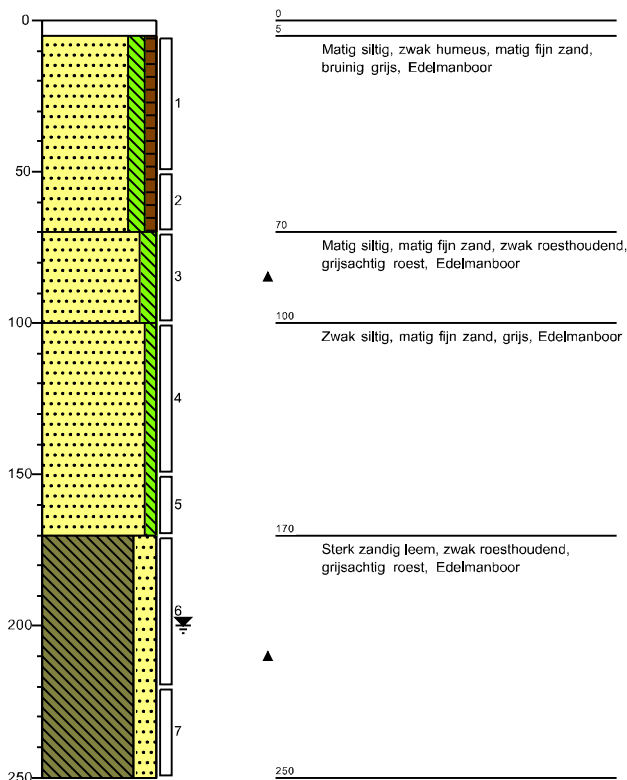 0
50
100
150
200
250
1
2
3
4
5
6
7
0
5
Matig siltig, zwak humeus, matig fijn zand,
bruinig grijs, Edelmanboor
70
Matig siltig, matig fijn zand, zwak roesthoudend,
grijsachtig roest, Edelmanboor
100
Zwak siltig, matig fijn zand, grijs, Edelmanboor
170
Sterk zandig leem, zwak roesthoudend,
grijsachtig roest, Edelmanboor
250